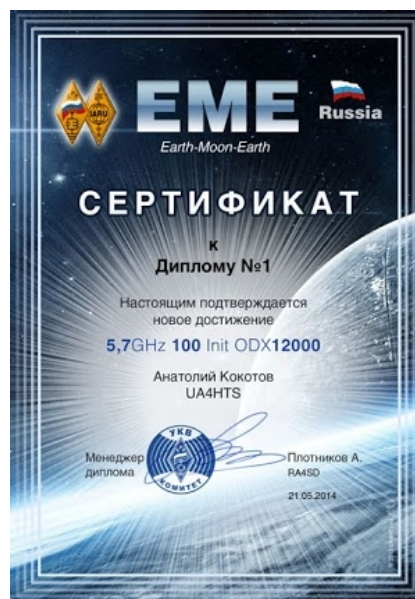 IARU
EME
Russia
Earth-Moon-Earth
СЕРТИФИКАТ
к
Диплому №1
Настоящим подтверждается
новое достижение
5,7GHz 100 Init ODX12000
Анатолий Кокотов
UA4HTS
Менеджер
диплома
УКВ
КОМИТЕТ
Плотников А.
RA4SD
21.05.2014